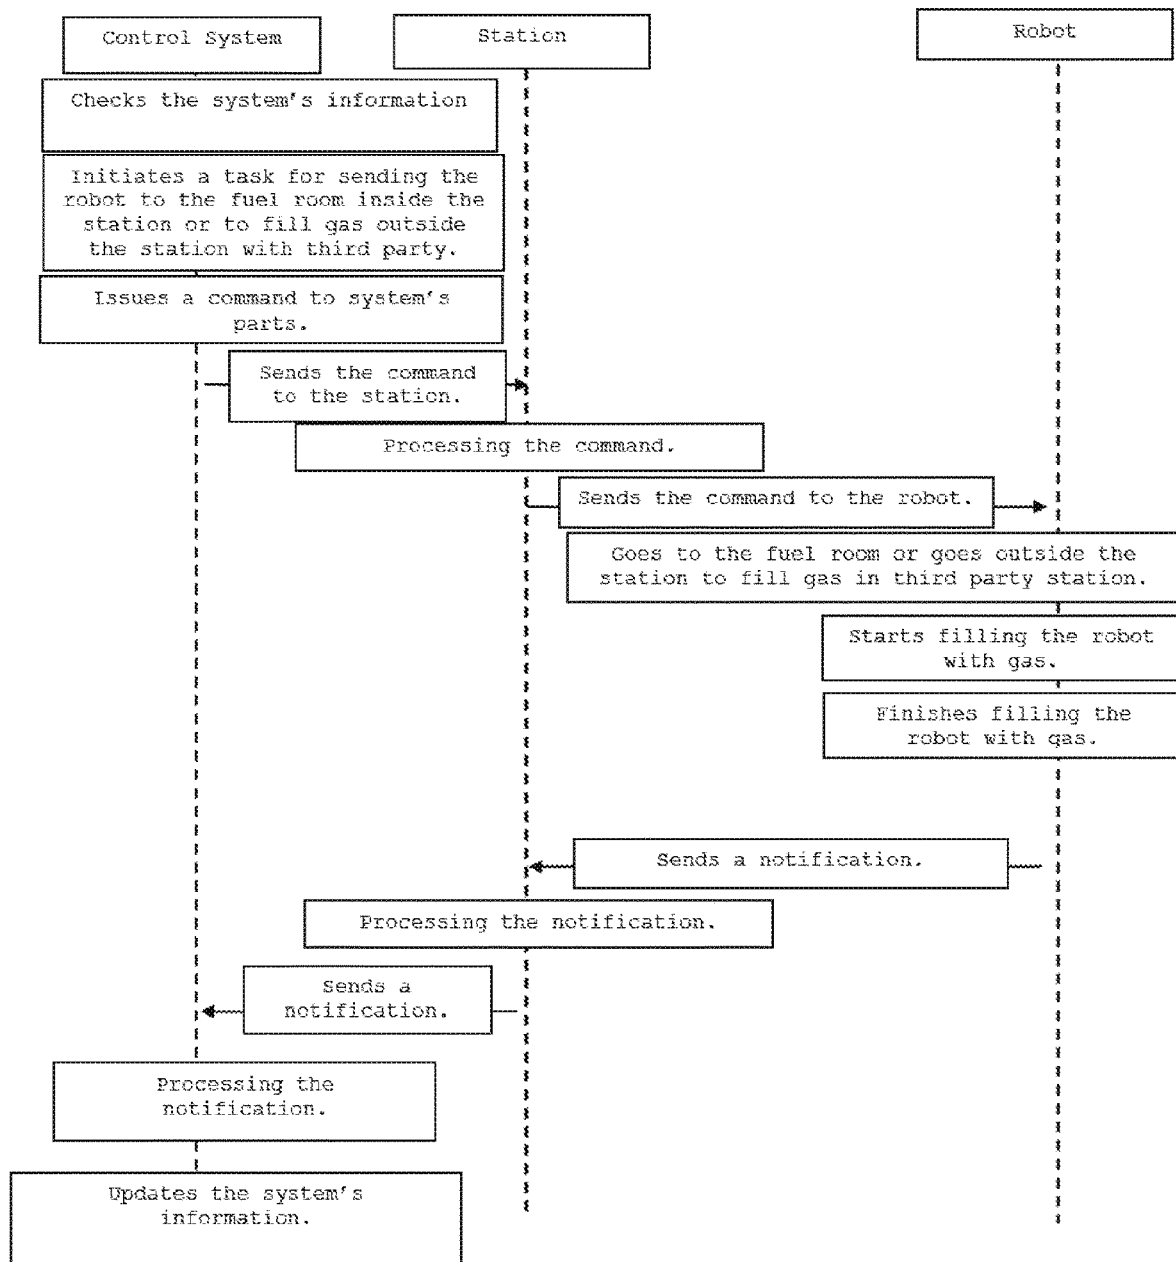 Control System
Station
Robot
Checks the system's information
Initiates a task for sending the
robot to the fuel room inside the
station or to fill gas outside
the station with third party.
Issues a command to system's
parts.
Sends the command
to the station.
Processing the command.
Sends the command to the robot.
Goes to the fuel room or goes outside the
station to fill gas in third party station.
Starts filling the robot
with gas.
Finishes filling the
robot with gas.
Sends a notification.
Processing the notification.
Sends a
notification.
Processing the
notification.
Updates the system's
information.